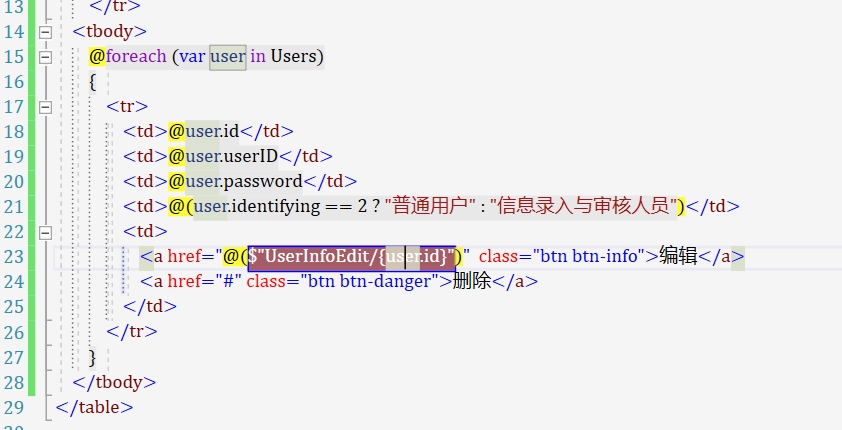 13 </tr>
14 <tbody>
15 @foreach (var user in Users)
16 {
17 <tr>
18 <td>@user.id</td>
19 <td>@user.userID</td>
20 <td>@user.password</td>
21 <td>@(user.identifying == 2 ? "普通用户" : "信息录入与审核人员")</td>
22 <td>
23 <a href="@($"UserInfoEdit/{user.id}")" class="btn btn-info">编辑</a>
24 <a href="#" class="btn btn-danger">删除</a>
25 </td>
26 </tr>
27 }
28 </tbody>
29 </table>